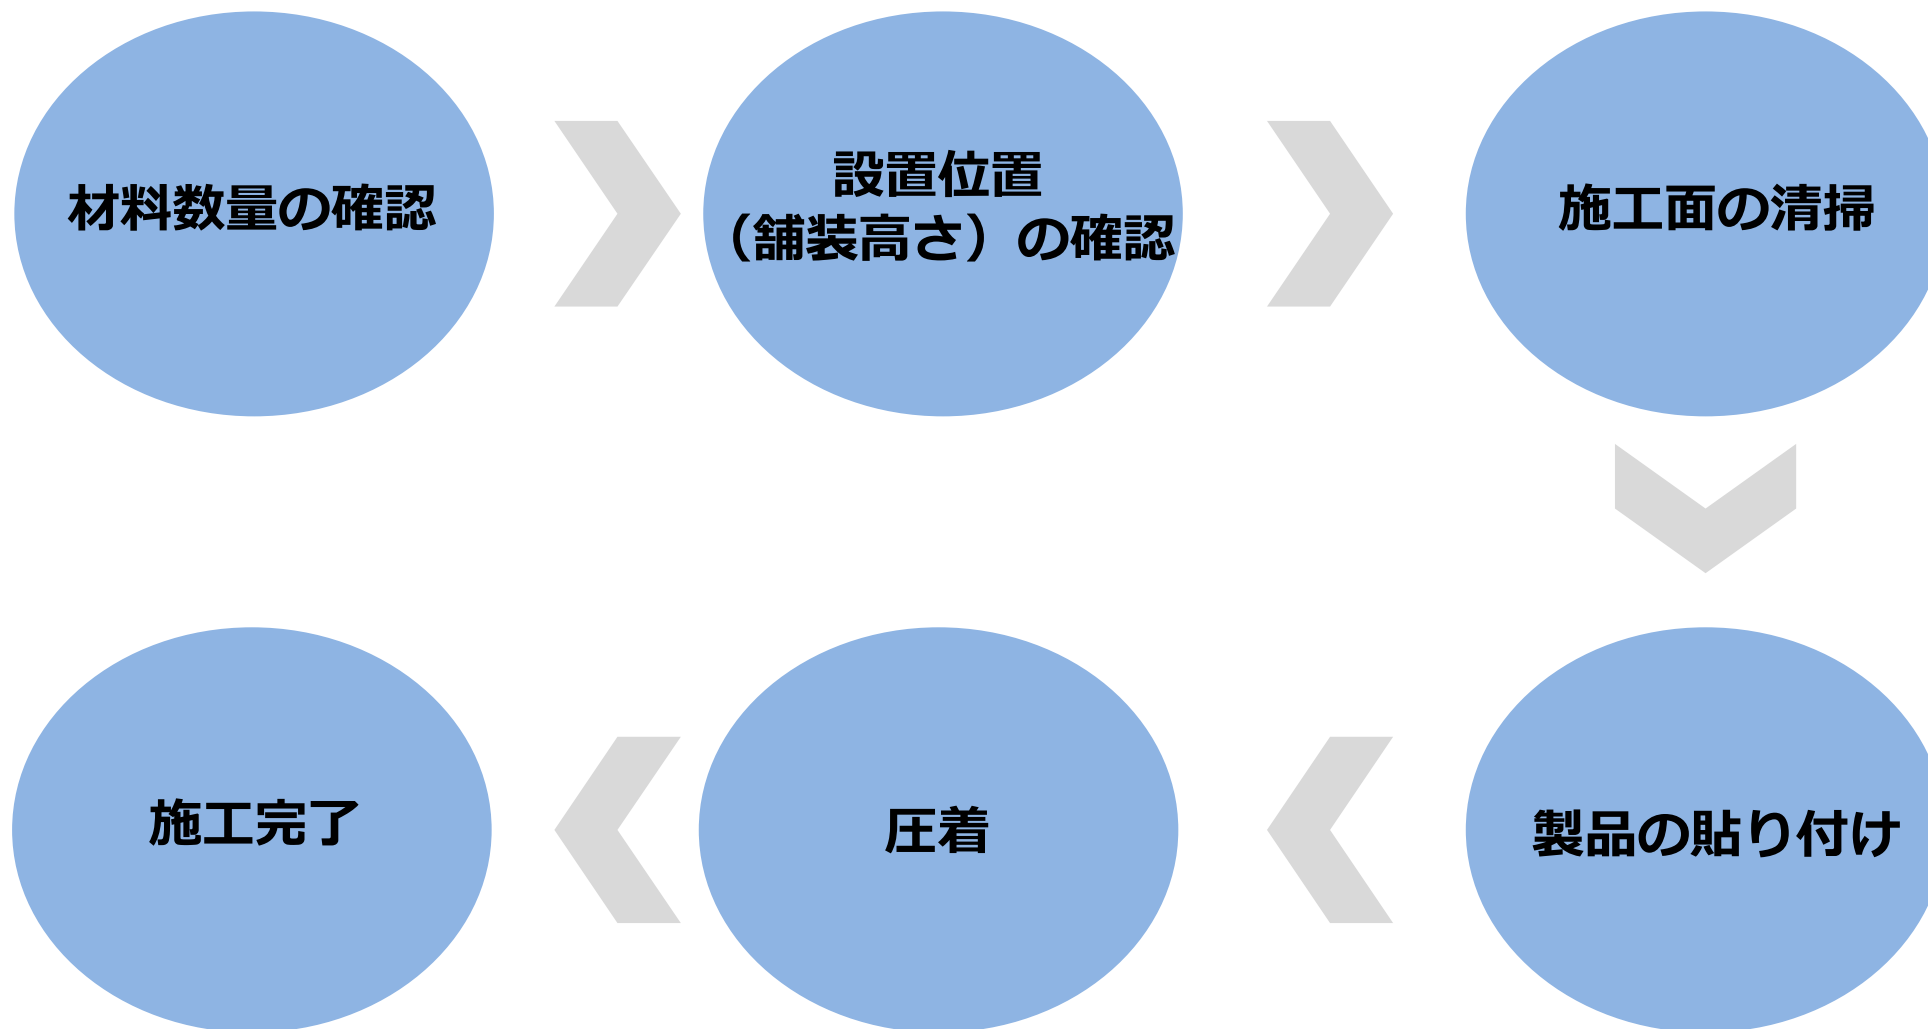 材料数量の確認
設置位置
（舗装高さ）の確認
施工面の清掃
製品の貼り付け
圧着
施工完了